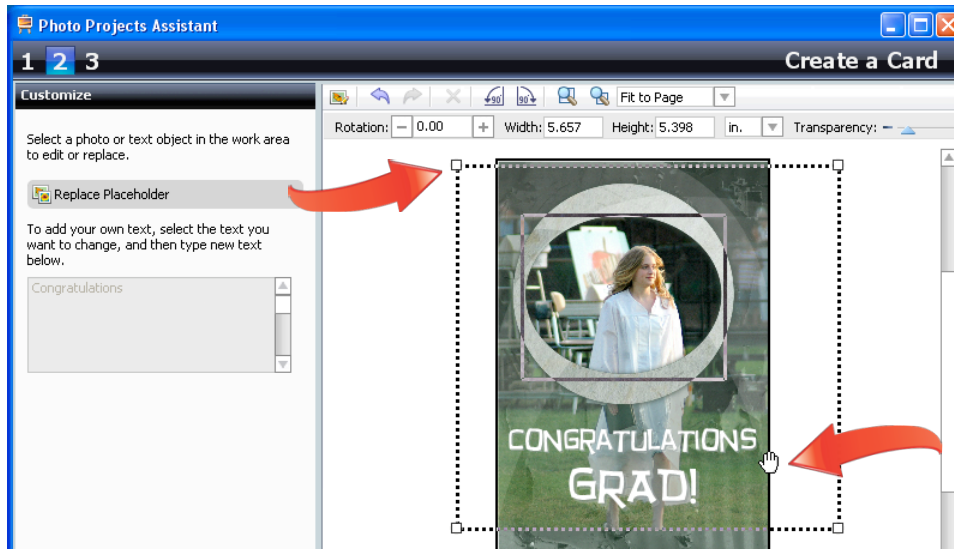 Photo Projects Assistant
1 2 3 Create a Card
Customize
Fit to Page
Rotation: 0.00 Width: 5.657 Height: 5.398 in. Transparency:
Select a photo or text object in the work area
to edit or replace.
Replace Placeholder
To add your own text, select the text you
want to change, and then type new text
below.
Congratulations
90
90
CONGRATULATIONS
GRAD!